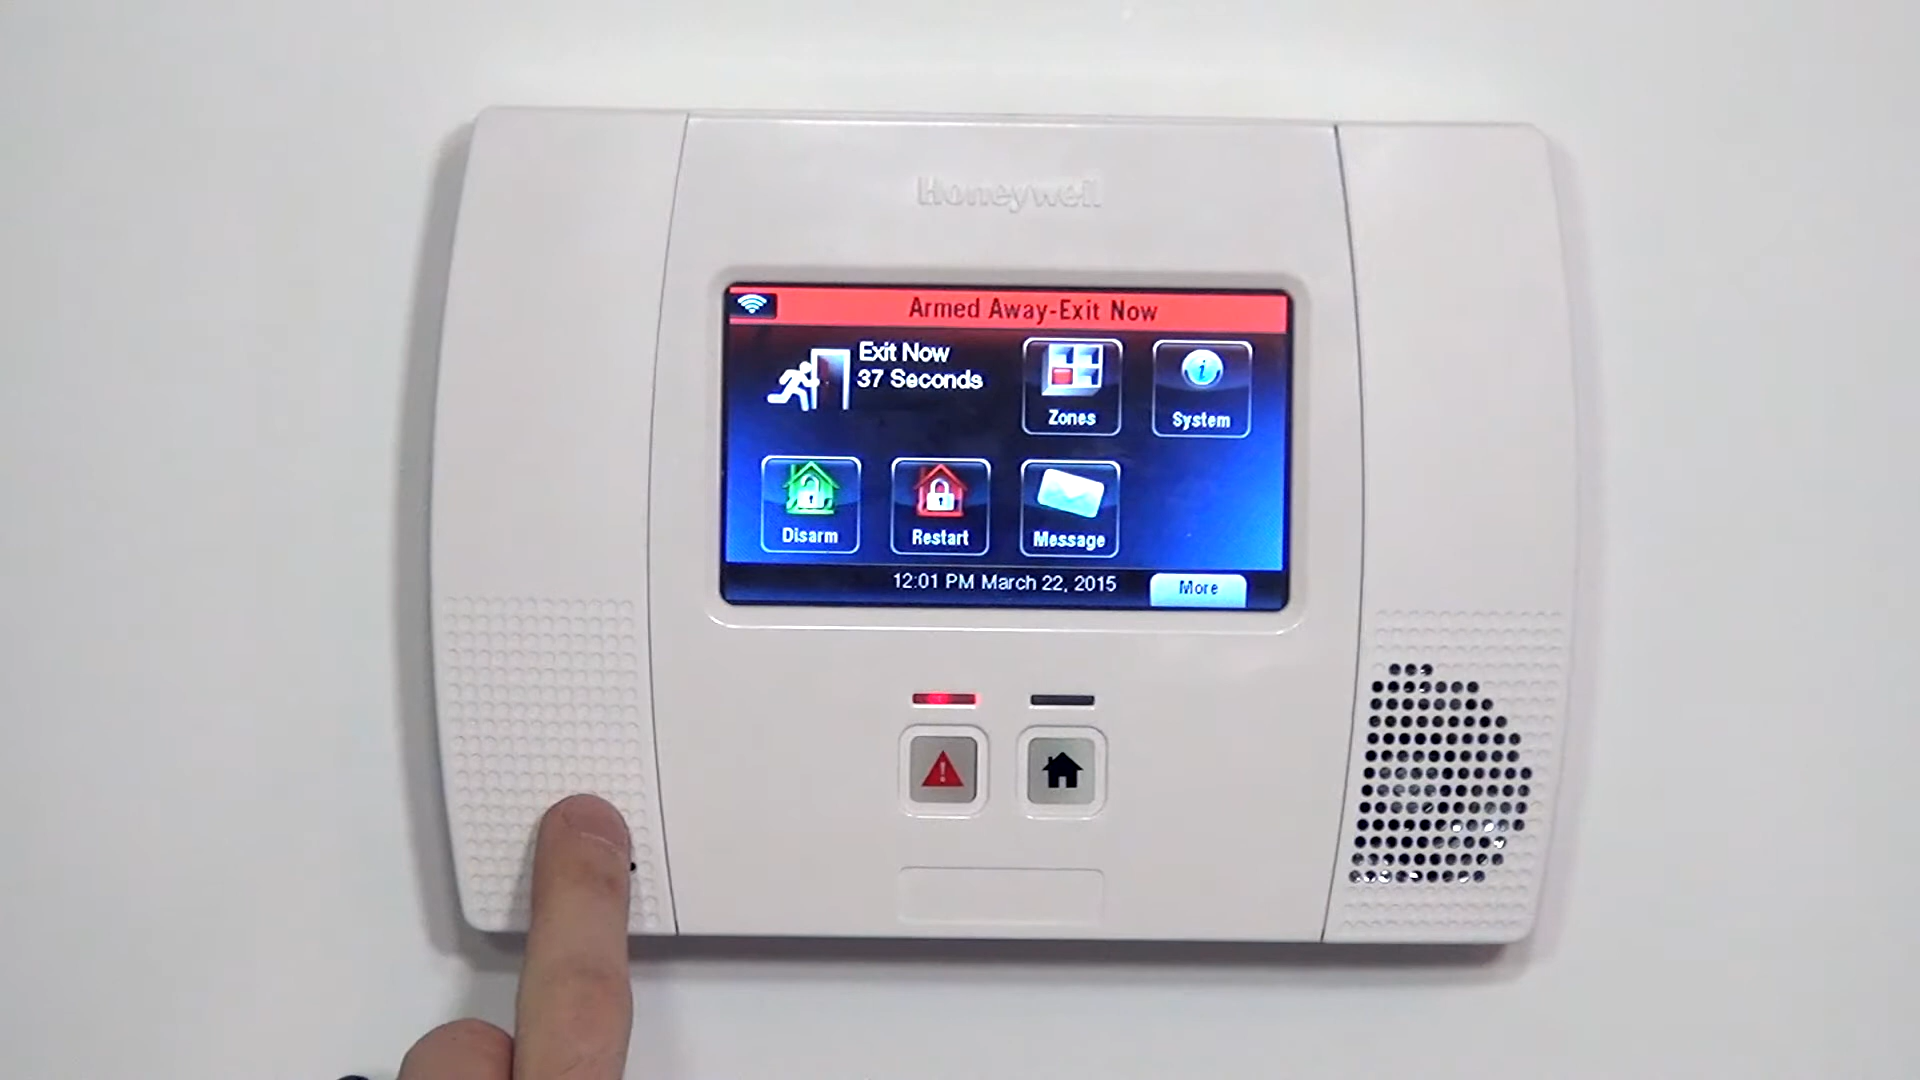 Honeywell
Armed Away-Exit Now
Exit Now
37 Seconds
Zones
System
Disarm
Restart
Message
12:01 PM March 22, 2015
More